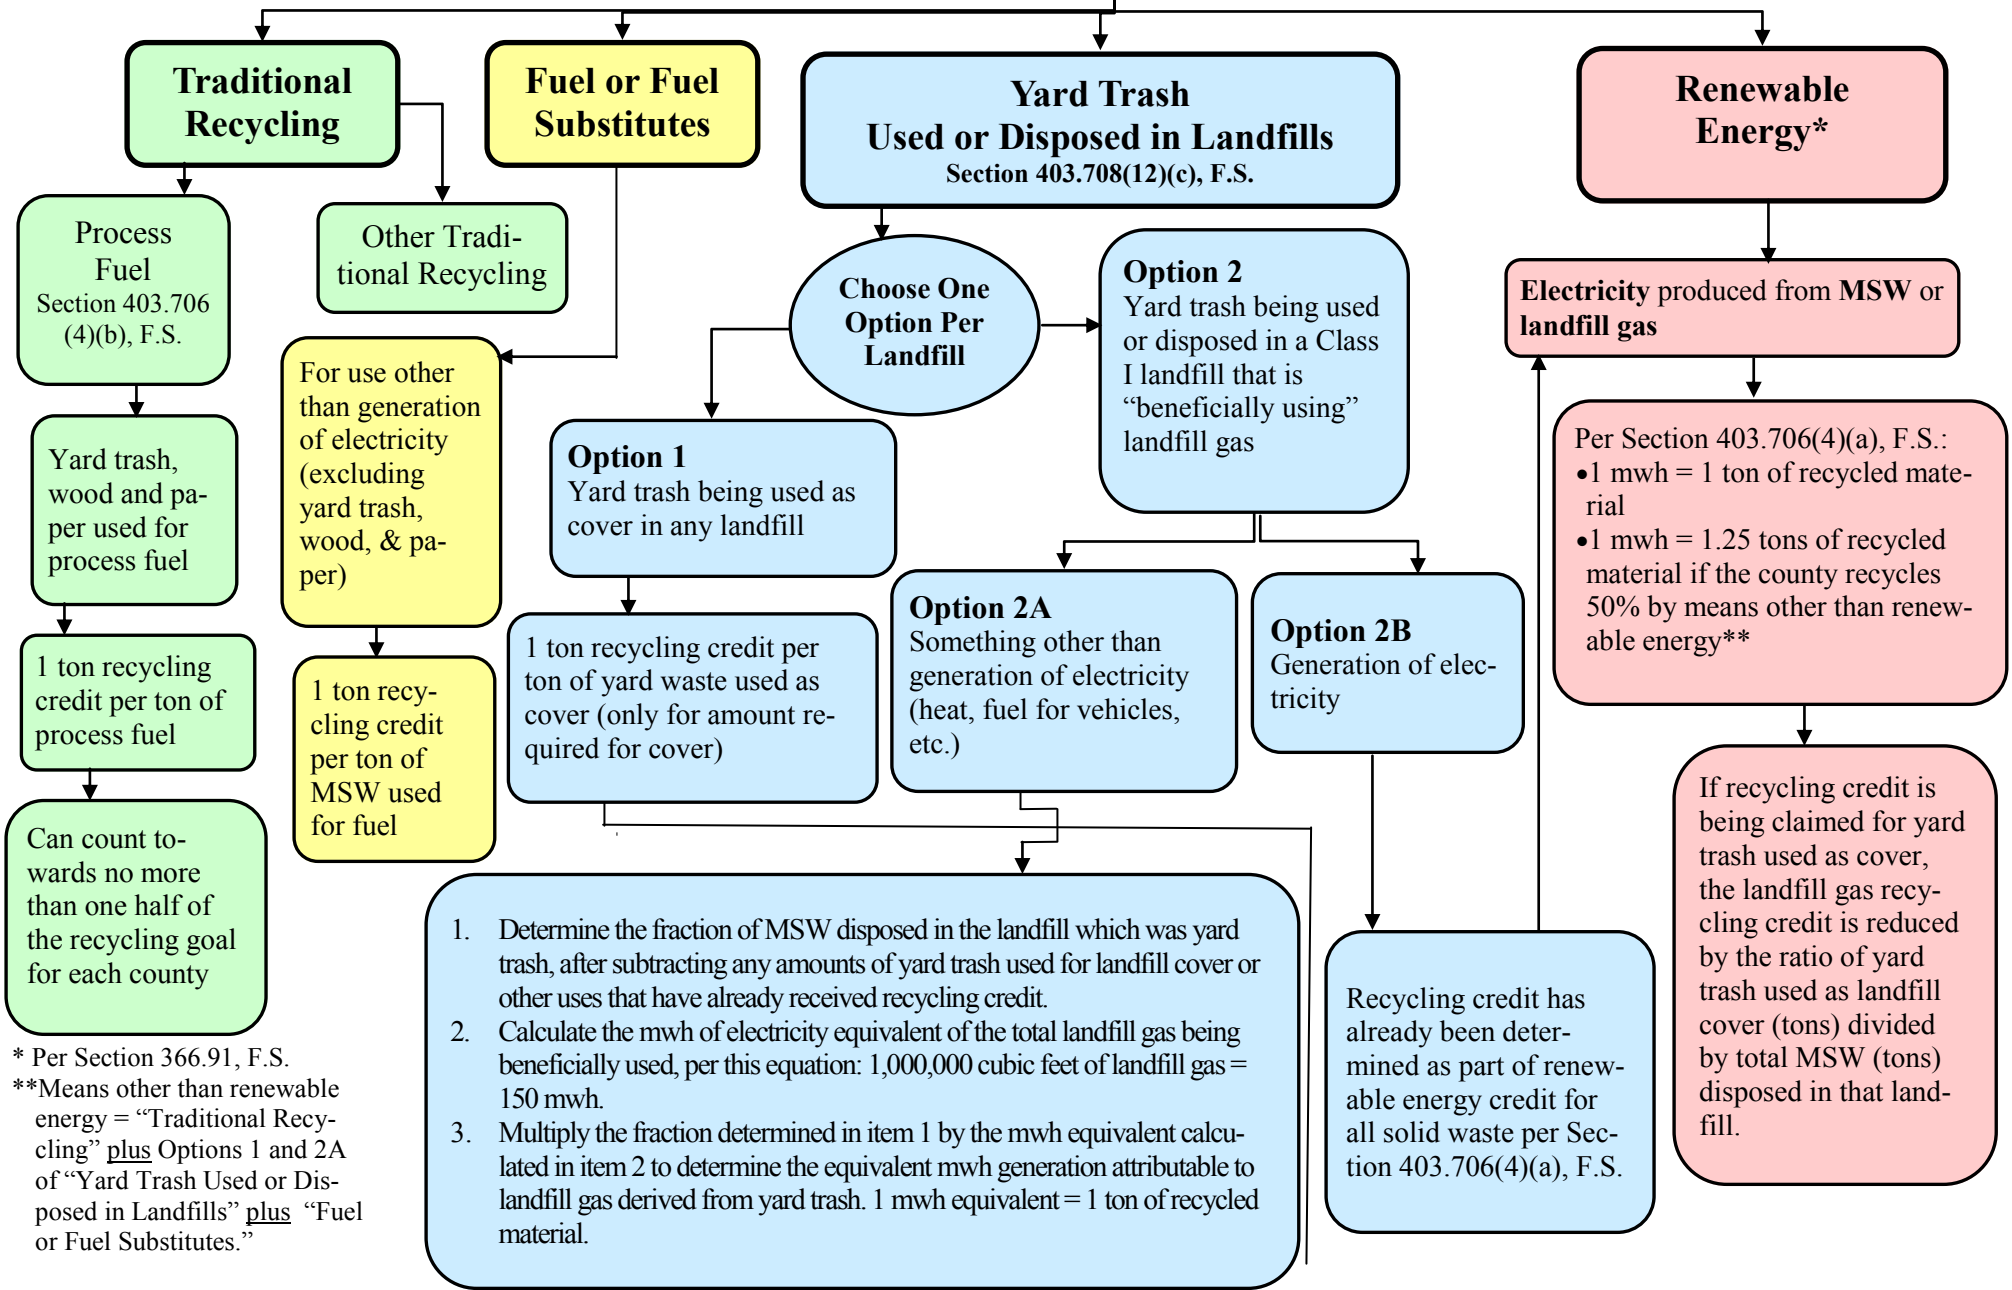 Traditional
Recycling
Fuel or Fuel
Substitutes
Yard Trash
Used or Disposed in Landfills
Section 403.708(12)(c), F.S.
Renewable
Energy*
Process
Fuel
Section 403.706
(4)(b), F.S.
Other Tradi-
tional Recycling
Choose One
Option Per
Landfill
Option 2
Yard trash being used
or disposed in a Class
I landfill that is
“beneficially using”
landfill gas
Electricity produced from MSW or
landfill gas
For use other
than generation
of electricity
(excluding
yard trash,
wood, & pa-
per)
Yard trash,
wood and pa-
per used for
process fuel
Option 1
Yard trash being used as
cover in any landfill
Per Section 403.706(4)(a), F.S.:
•1 mwh = 1 ton of recycled mate-
rial
•1 mwh = 1.25 tons of recycled
material if the county recycles
50% by means other than renew-
able energy**
1 ton recycling
credit per ton of
process fuel
1 ton recy-
cling credit
per ton of
MSW used
for fuel
1 ton recycling credit per
ton of yard waste used as
cover (only for amount re-
quired for cover)
Option 2A
Something other than
generation of electricity
(heat, fuel for vehicles,
etc.)
Option 2B
Generation of elec-
tricity
Can count to-
wards no more
than one half of
the recycling goal
for each county
1. Determine the fraction of MSW disposed in the landfill which was yard
trash, after subtracting any amounts of yard trash used for landfill cover or
other uses that have already received recycling credit.
2. Calculate the mwh of electricity equivalent of the total landfill gas being
beneficially used, per this equation: 1,000,000 cubic feet of landfill gas =
150 mwh.
3. Multiply the fraction determined in item 1 by the mwh equivalent calcu-
lated in item 2 to determine the equivalent mwh generation attributable to
landfill gas derived from yard trash. 1 mwh equivalent = 1 ton of recycled
material.
Recycling credit has
already been deter-
mined as part of renew-
able energy credit for
all solid waste per Sec-
tion 403.706(4)(a), F.S.
If recycling credit is
being claimed for yard
trash used as cover,
the landfill gas recy-
cling credit is reduced
by the ratio of yard
trash used as landfill
cover (tons) divided
by total MSW (tons)
disposed in that land-
fill.
* Per Section 366.91, F.S.
**Means other than renewable
energy = “Traditional Recy-
cling” plus Options 1 and 2A
of “Yard Trash Used or Dis-
posed in Landfills” plus “Fuel
or Fuel Substitutes.”